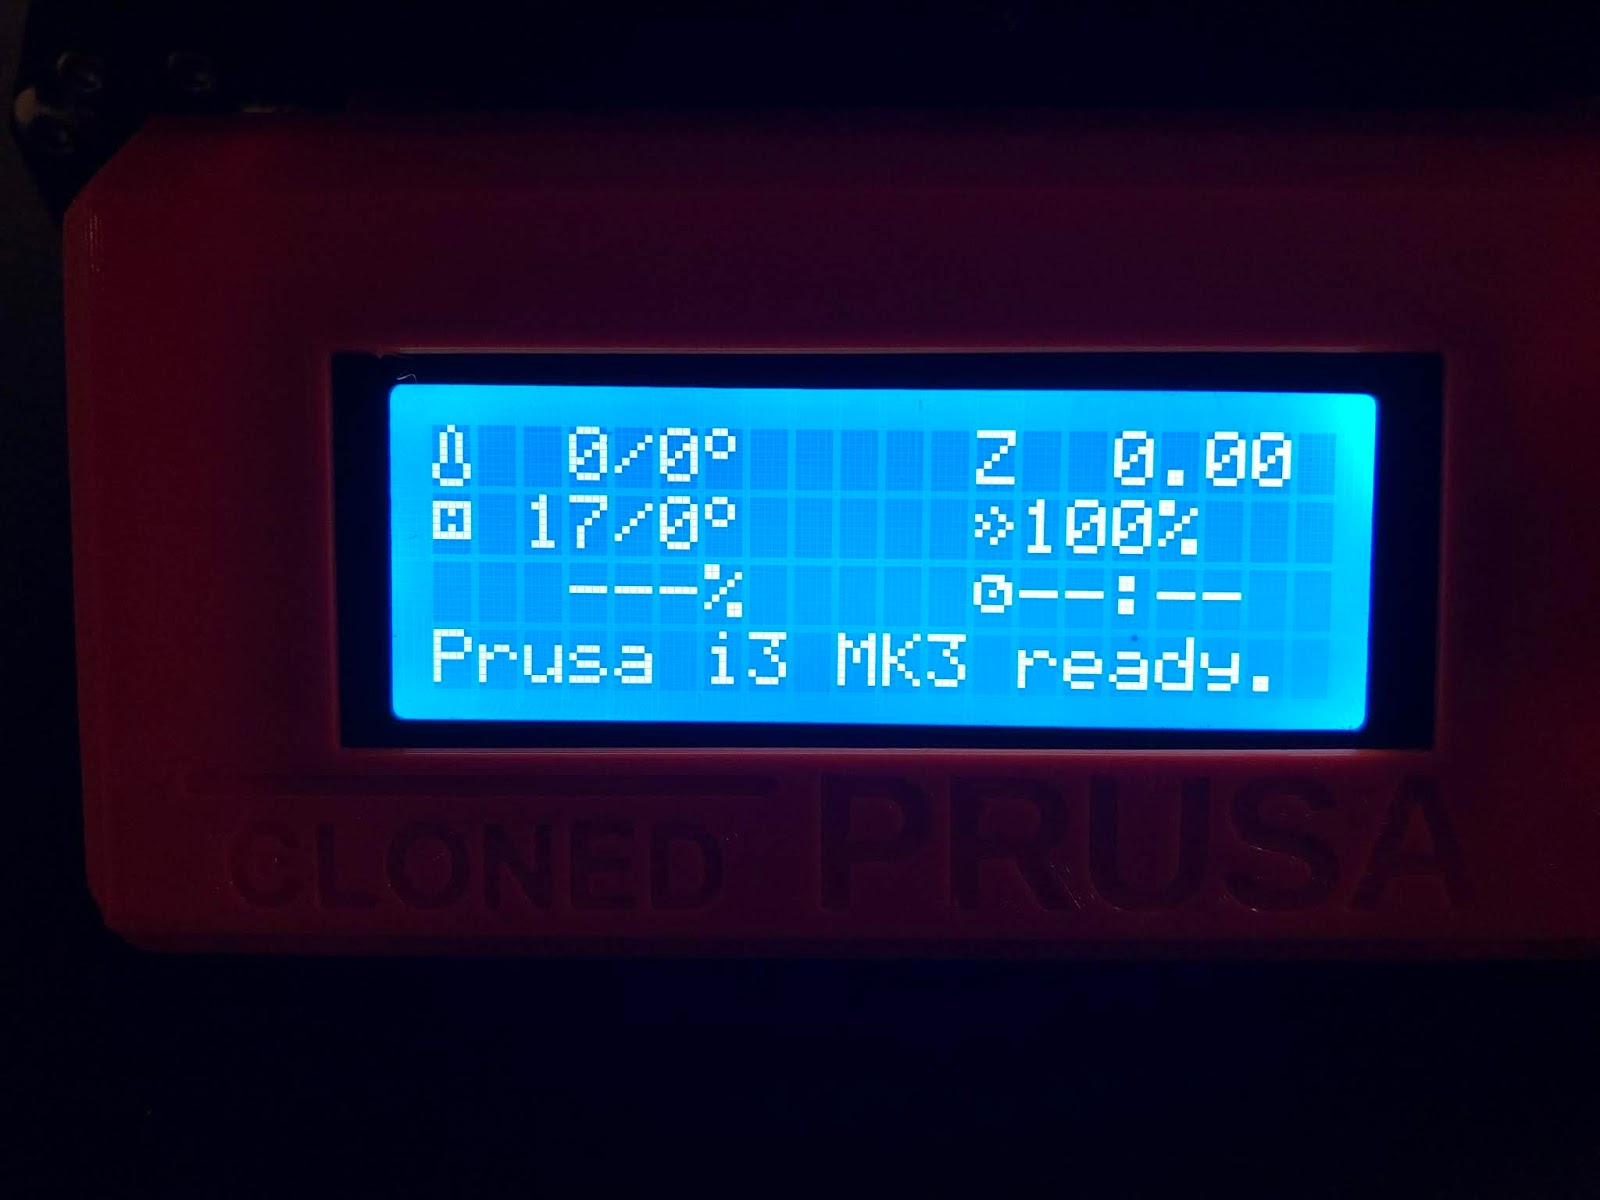 0/0° Z 0.00
17/0° »100%
---% --:--
Prusa i3 MK3 ready.
CLONED PRUSA